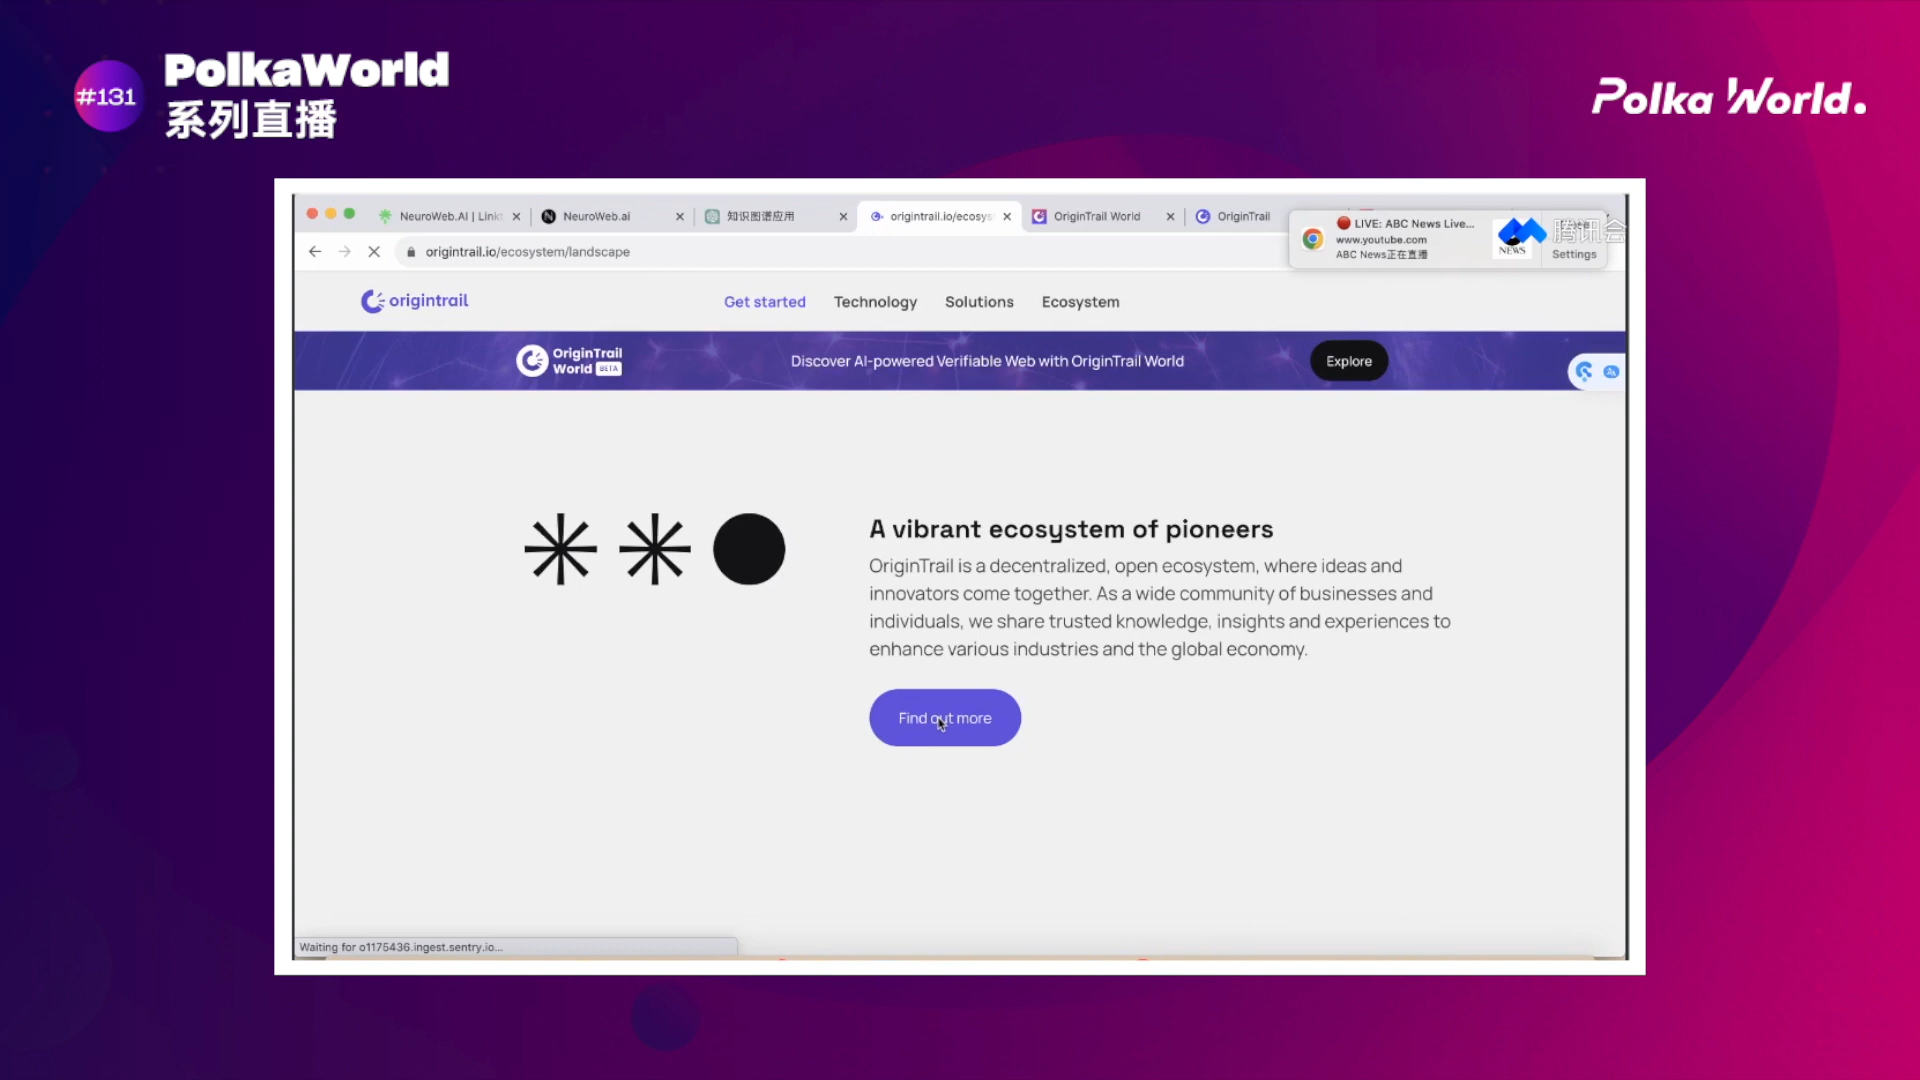 #131
PolkaWorld
系列直播
Polka World.
NeuroWeb.AI | Link
NeuroWeb.ai
知识图谱应用
origintrail.io/ecosys
OriginTrail World
OriginTrail
LIVE: ABC News Live...
www.youtube.com
ABC News正在直播
NEWS
腾讯会
Settings
origintrail.io/ecosystem/landscape
origintrail
Get started
Technology
Solutions
Ecosystem
OriginTrail
World BETA
Discover AI-powered Verifiable Web with OriginTrail World
Explore
A vibrant ecosystem of pioneers
OriginTrail is a decentralized, open ecosystem, where ideas and
innovators come together. As a wide community of businesses and
individuals, we share trusted knowledge, insights and experiences to
enhance various industries and the global economy.
Find out more
Waiting for o1175436.ingest.sentry.io...